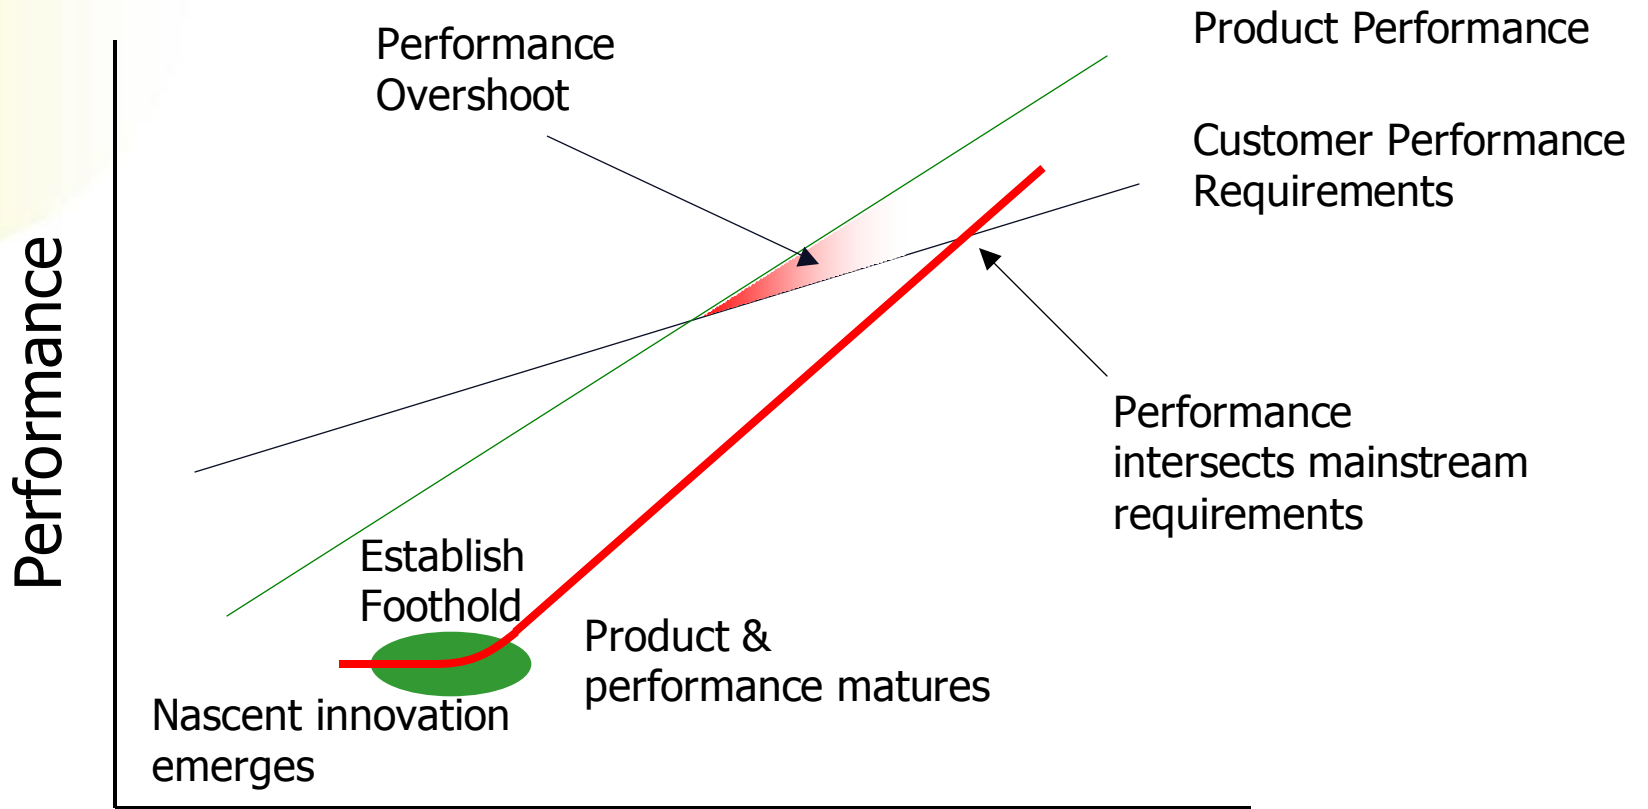 Performance
Overshoot
Product Performance
Customer Performance
Requirements
Performance
Performance
intersects mainstream
requirements
Establish
Foothold
Product &
performance matures
Nascent innovation
emerges